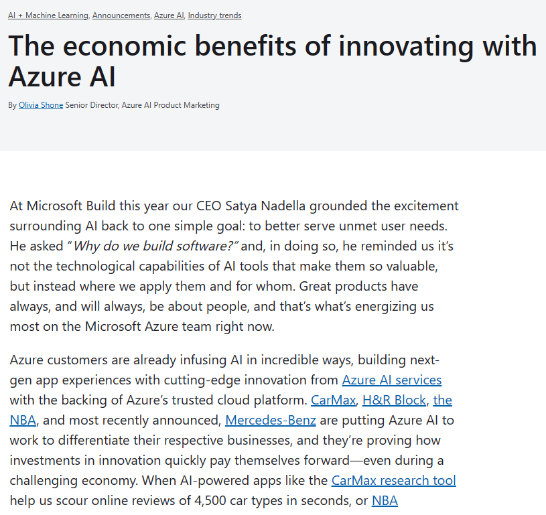 AI + Machine Learning, Announcements, Azure AI, Industry trends
The economic benefits of innovating with
Azure AI
By Olivia Shone Senior Director, Azure AI Product Marketing
At Microsoft Build this year our CEO Satya Nadella grounded the excitement
surrounding AI back to one simple goal: to better serve unmet user needs.
He asked "Why do we build software?" and, in doing so, he reminded us it's
not the technological capabilities of AI tools that make them so valuable,
but instead where we apply them and for whom. Great products have
always, and will always, be about people, and that's what's energizing us
most on the Microsoft Azure team right now.
Azure customers are already infusing AI in incredible ways, building next-
gen app experiences with cutting-edge innovation from Azure AI services
with the backing of Azure's trusted cloud platform. CarMax, H&R Block, the
NBA, and most recently announced, Mercedes-Benz are putting Azure AI to
work to differentiate their respective businesses, and they're proving how
investments in innovation quickly pay themselves forward—even during a
challenging economy. When AI-powered apps like the CarMax research tool
help us scour online reviews of 4,500 car types in seconds, or NBA